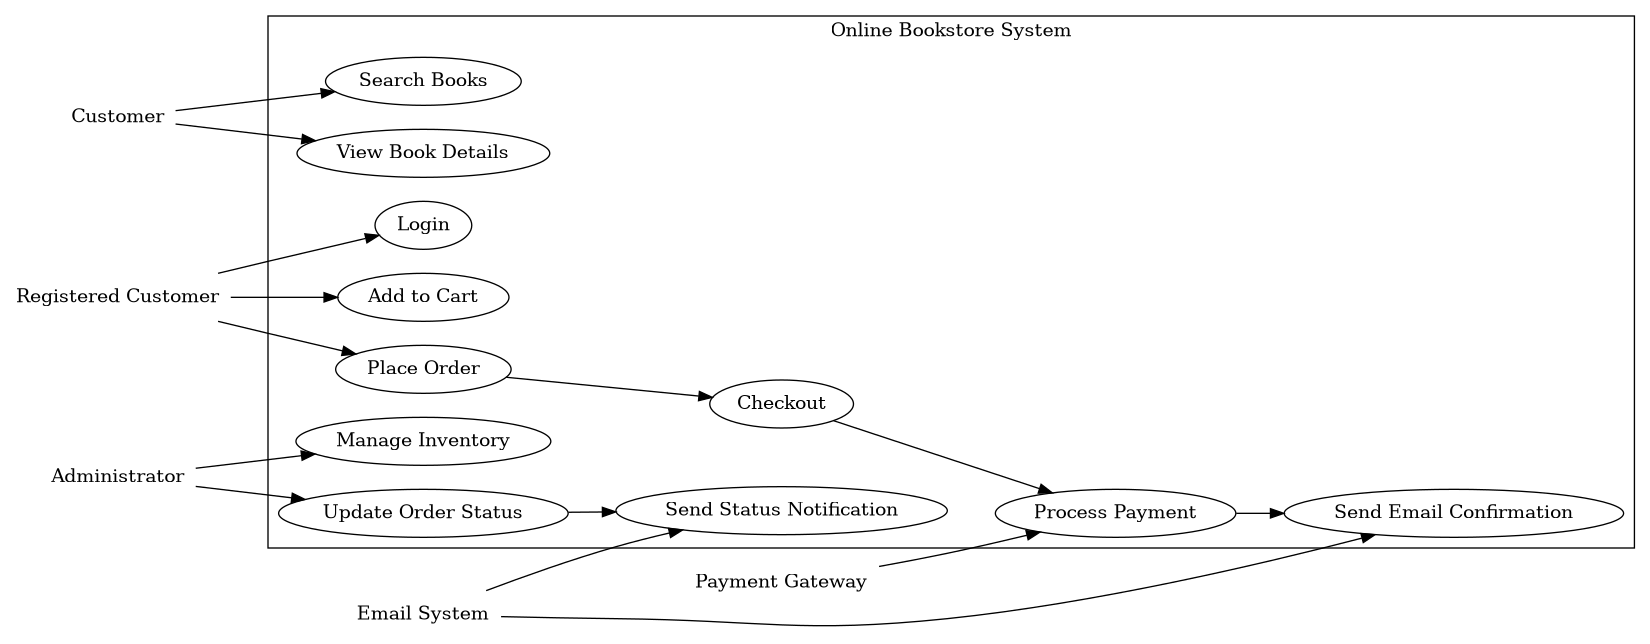 Online Bookstore System
Search Books
Customer
View Book Details
Login
Registered Customer
Add to Cart
Place Order
Checkout
Manage Inventory
Administrator
Update Order Status
Send Status Notification
Process Payment
Send Email Confirmation
Payment Gateway
Email System